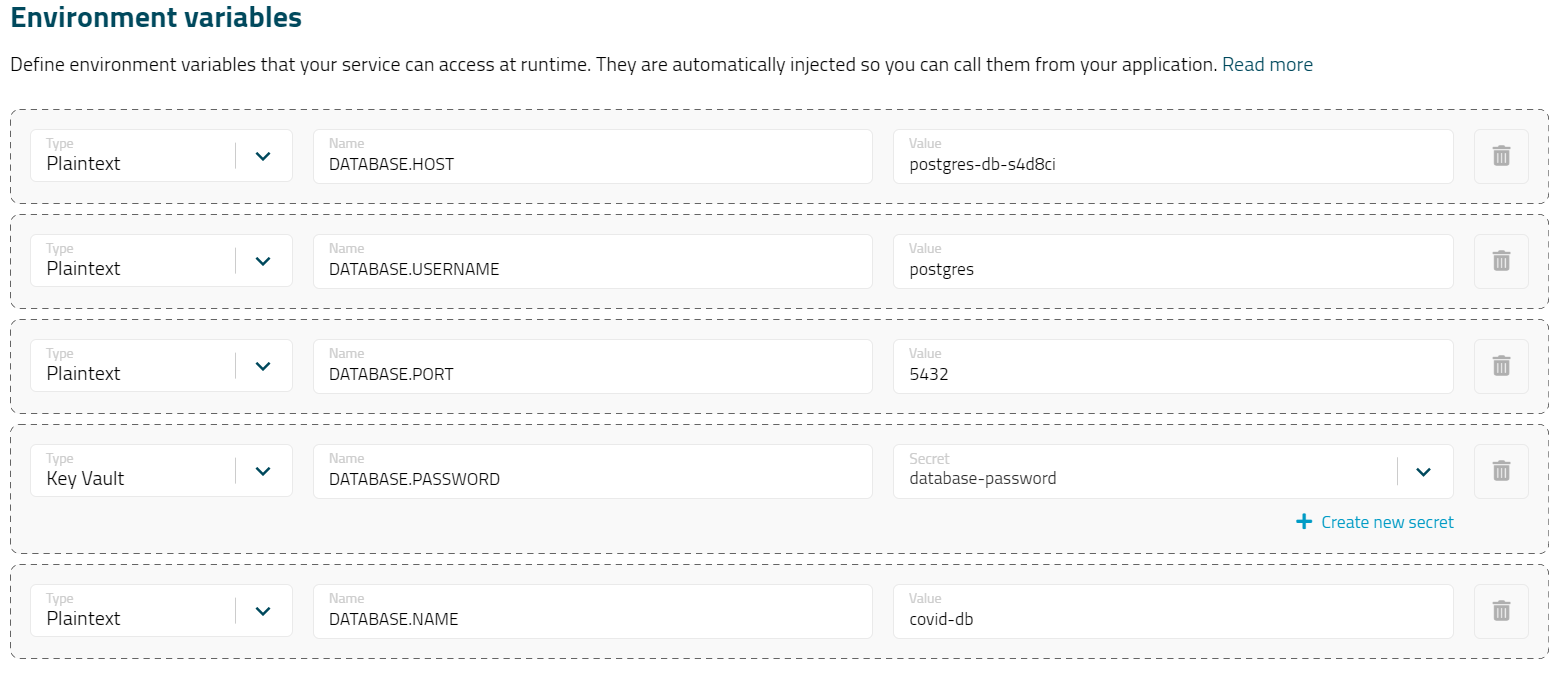 Environment variables
Define environment variables that your service can access at runtime. They are automatically injected so you can call them from your application. Read more
Type
Plaintext
Name
DATABASE.HOST
Value
postgres-db-s4d8ci
Type
Plaintext
Name
DATABASE.USERNAME
Value
postgres
Type
Plaintext
Name
DATABASE.PORT
Value
5432
Type
Key Vault
Name
DATABASE.PASSWORD
Secret
database-password
Create new secret
Type
Plaintext
Name
DATABASE.NAME
Value
covid-db